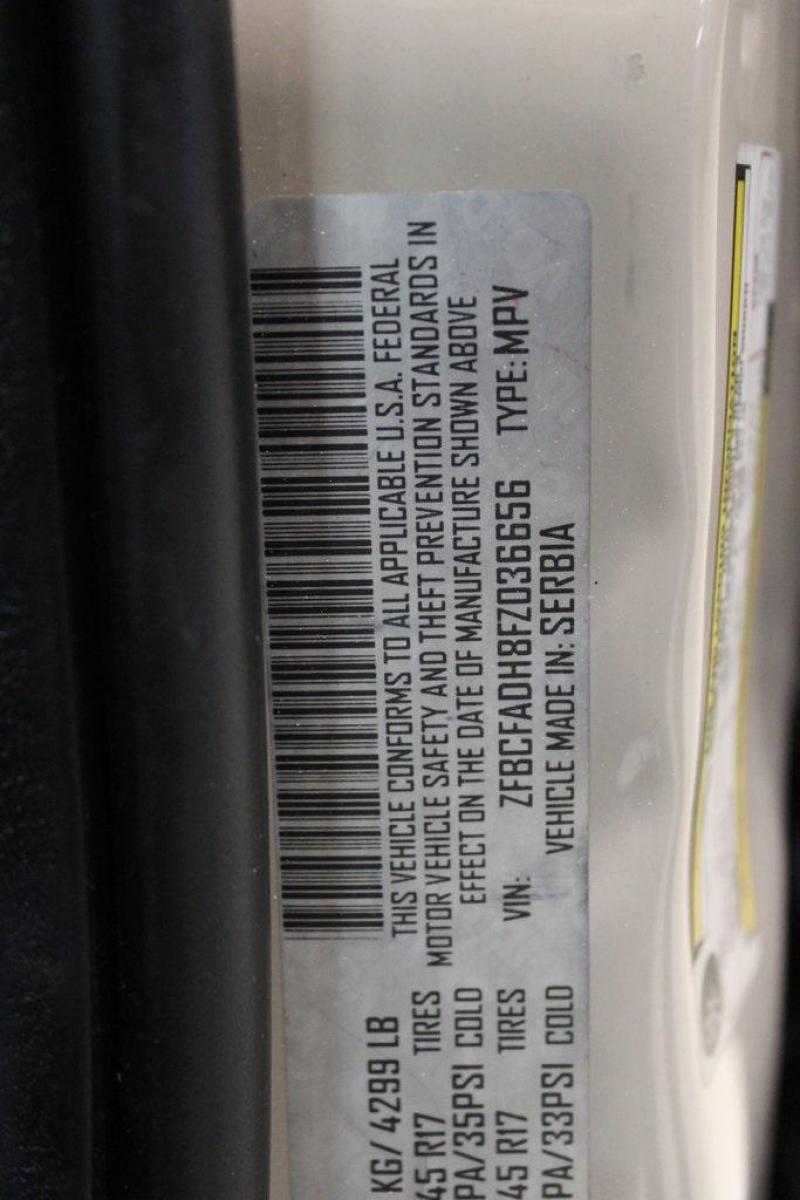 THIS VEHICLE CONFORMS TO ALL APPLICABLE U.S.A. FEDERAL
MOTOR VEHICLE SAFETY AND THEFT PREVENTION STANDARDS IN
EFFECT ON THE DATE OF MANUFACTURE SHOWN ABOVE
VIN: ZFBCFADH8FZ036656 TYPE: MPV
VEHICLE MADE IN: SERBIA
KG/ 4299 LB
45 R17 TIRES
PA/35PSI COLD
45 R17 TIRES
PA/33PSI COLD